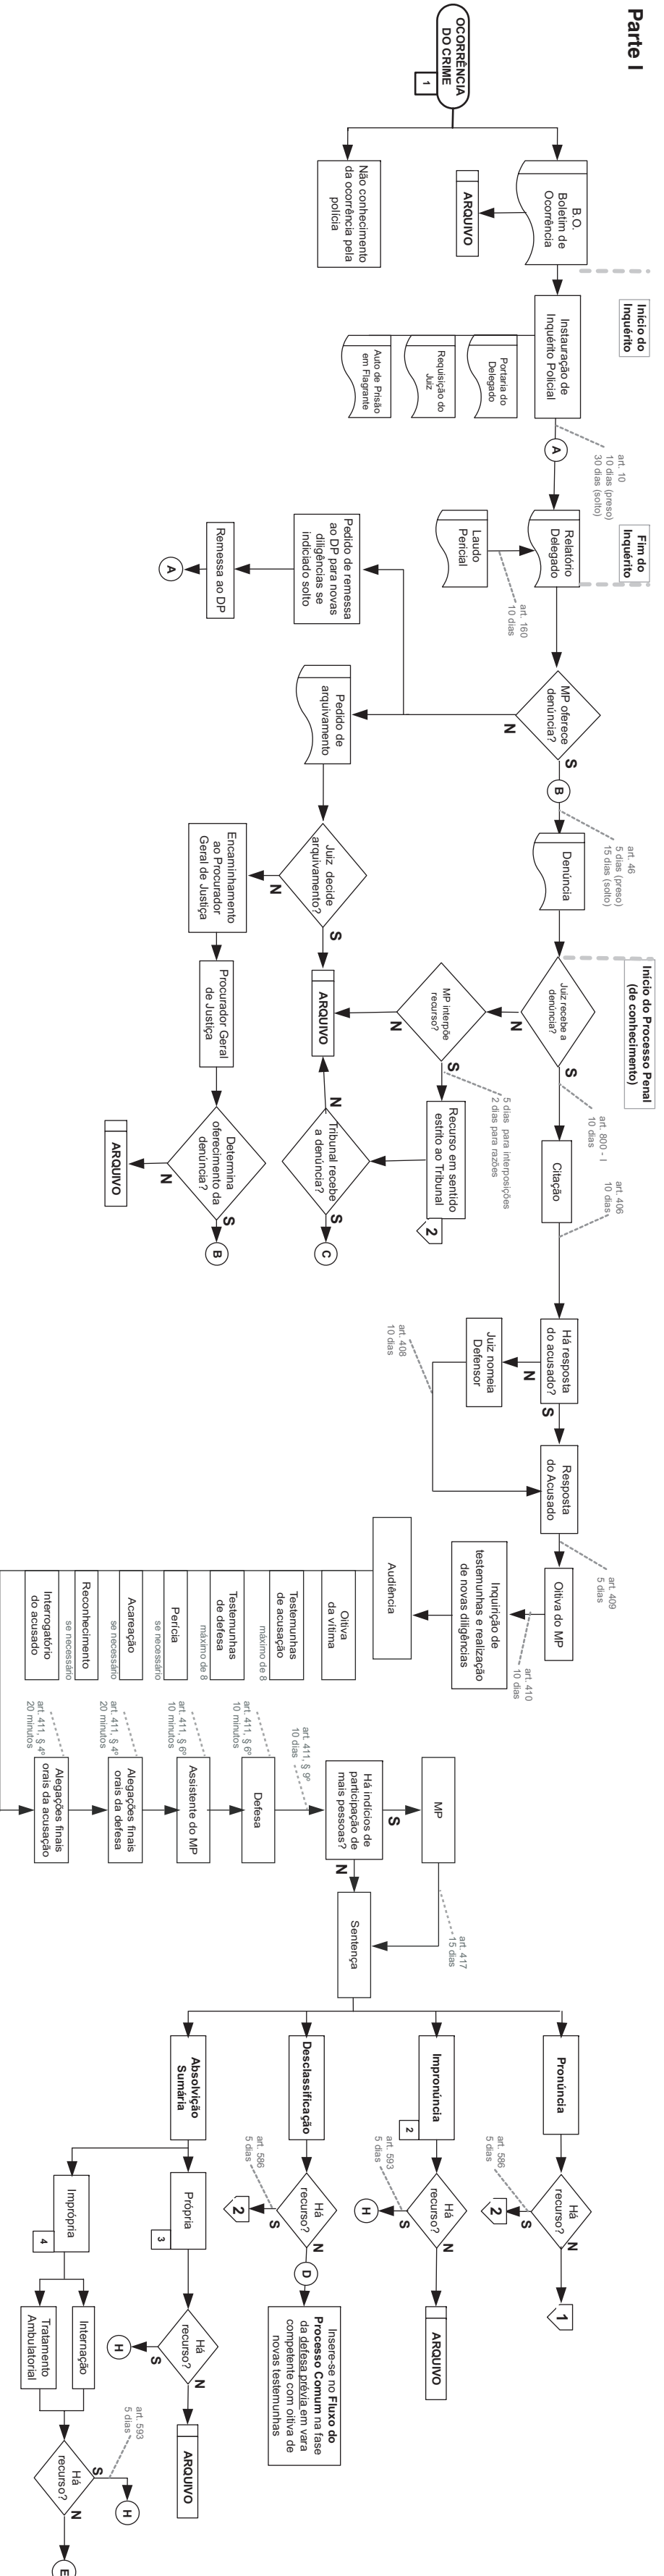 Parte I
OCORRÊNCIA
DO CRIME
1
B.O.
Boletim de
Ocorrência
ARQUIVO
Não conhecimento
da ocorrência pela
polícia
Início do
Inquérito
Instauração de
Inquérito Policial
Portaria do
Delegado
Requisição do
Juiz
Auto de Prisão
em Flagrante
art. 10
10 dias (preso)
30 dias (solto)
A
Fim do
Inquérito
Relatório
Delegado
Laudo
Pericial
art. 160
10 dias
Pedido de remessa
ao DP para novas
diligências se
indiciado solto
Remessa ao DP
A
MP oferece
denúncia?
N
S
B
Pedido de
arquivamento
art. 46
5 dias (preso)
15 dias (solto)
Denúncia
Juiz decide
arquivamento?
S
N
Encaminhamento
ao Procurador
Geral de Justiça
Início do Processo Penal
(de conhecimento)
Juiz recebe a
denúncia?
N
S
MP interpõe
recurso?
N
S
ARQUIVO
Procurador Geral
de Justiça
art. 800 - I
10 dias
5 dias para interposições
2 dias para razões
Recurso em sentido
estrito ao Tribunal
2
Tribunal recebe
a denúncia?
N
S
C
Determina
oferecimento da
denúncia?
N
S
B
ARQUIVO
Citação
art. 406
10 dias
Há resposta
do acusado?
N
S
Juiz nomeia
Defensor
art. 408
10 dias
Resposta
do Acusado
art. 409
5 dias
Oitiva do MP
art. 410
10 dias
Inquirição de
testemunhas e realização
de novas diligências
Audiência
Oitiva
da vítima
Testemunhas
de acusação
máximo de 8
Testemunhas
de defesa
máximo de 8
Perícia
se necessário
Acareação
se necessário
Reconhecimento
se necessário
Interrogatório
do acusado
art. 411, § 4º
20 minutos
Alegações finais
orais da acusação
art. 411, § 4º
20 minutos
Alegações finais
orais da defesa
art. 411, § 6º
10 minutos
Assistente do MP
art. 411, § 6º
10 minutos
Defesa
art. 411, § 9º
10 dias
Há indícios de
participação de
mais pessoas?
S
N
MP
art. 417
15 dias
Sentença
Pronúncia
art. 586
5 dias
Há
recurso?
S
N
2
1
Impronúncia
2
art. 593
5 dias
Há
recurso?
S
N
H
ARQUIVO
Desclassificação
art. 586
5 dias
Há
recurso?
S
N
2
D
Insere-se no Fluxo do
Processo Comum na fase
da defesa prévia em vara
competente com oitiva de
novas testemunhas
Absolvição
Sumária
Própria
3
Há
recurso?
S
N
H
ARQUIVO
Imprópria
4
Internação
Tratamento
Ambulatorial
art. 593
5 dias
Há
recurso?
S
N
H
E